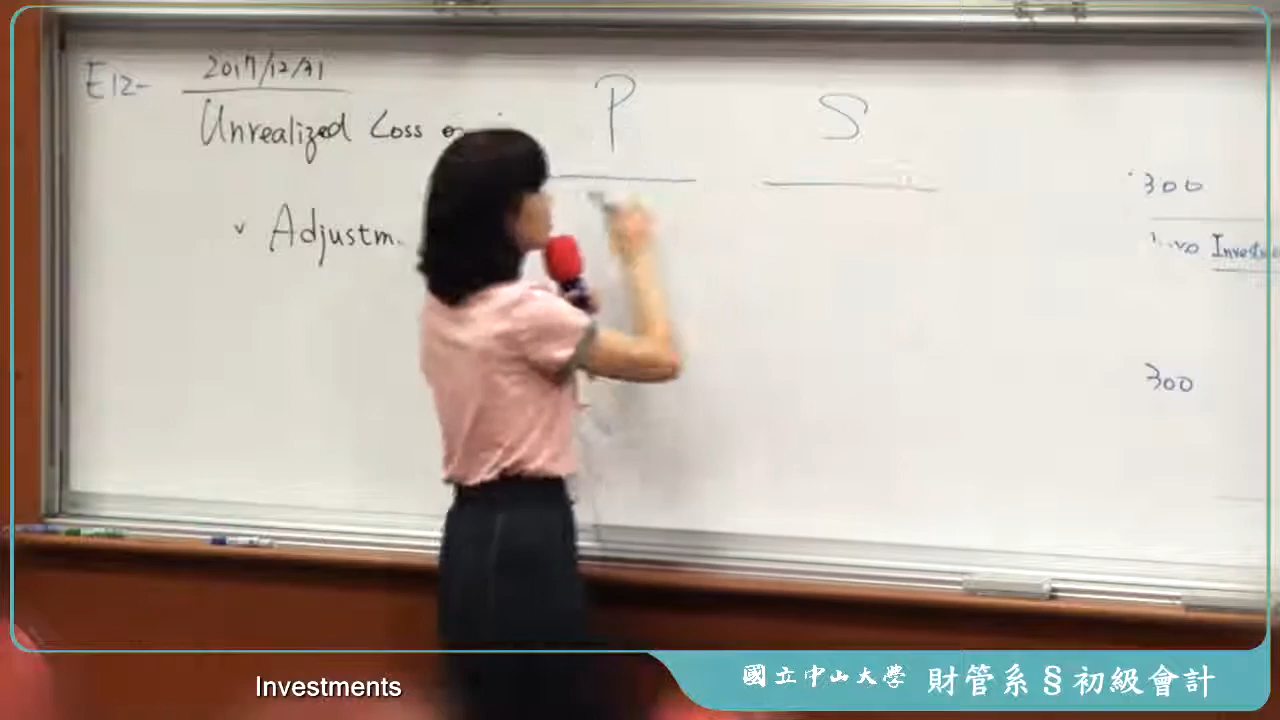 E12-
2017/12/31
Unrealized Loss
Adjustm
P
S
300
Investm
300
Investments
國立中山大學 財管系§初級會計